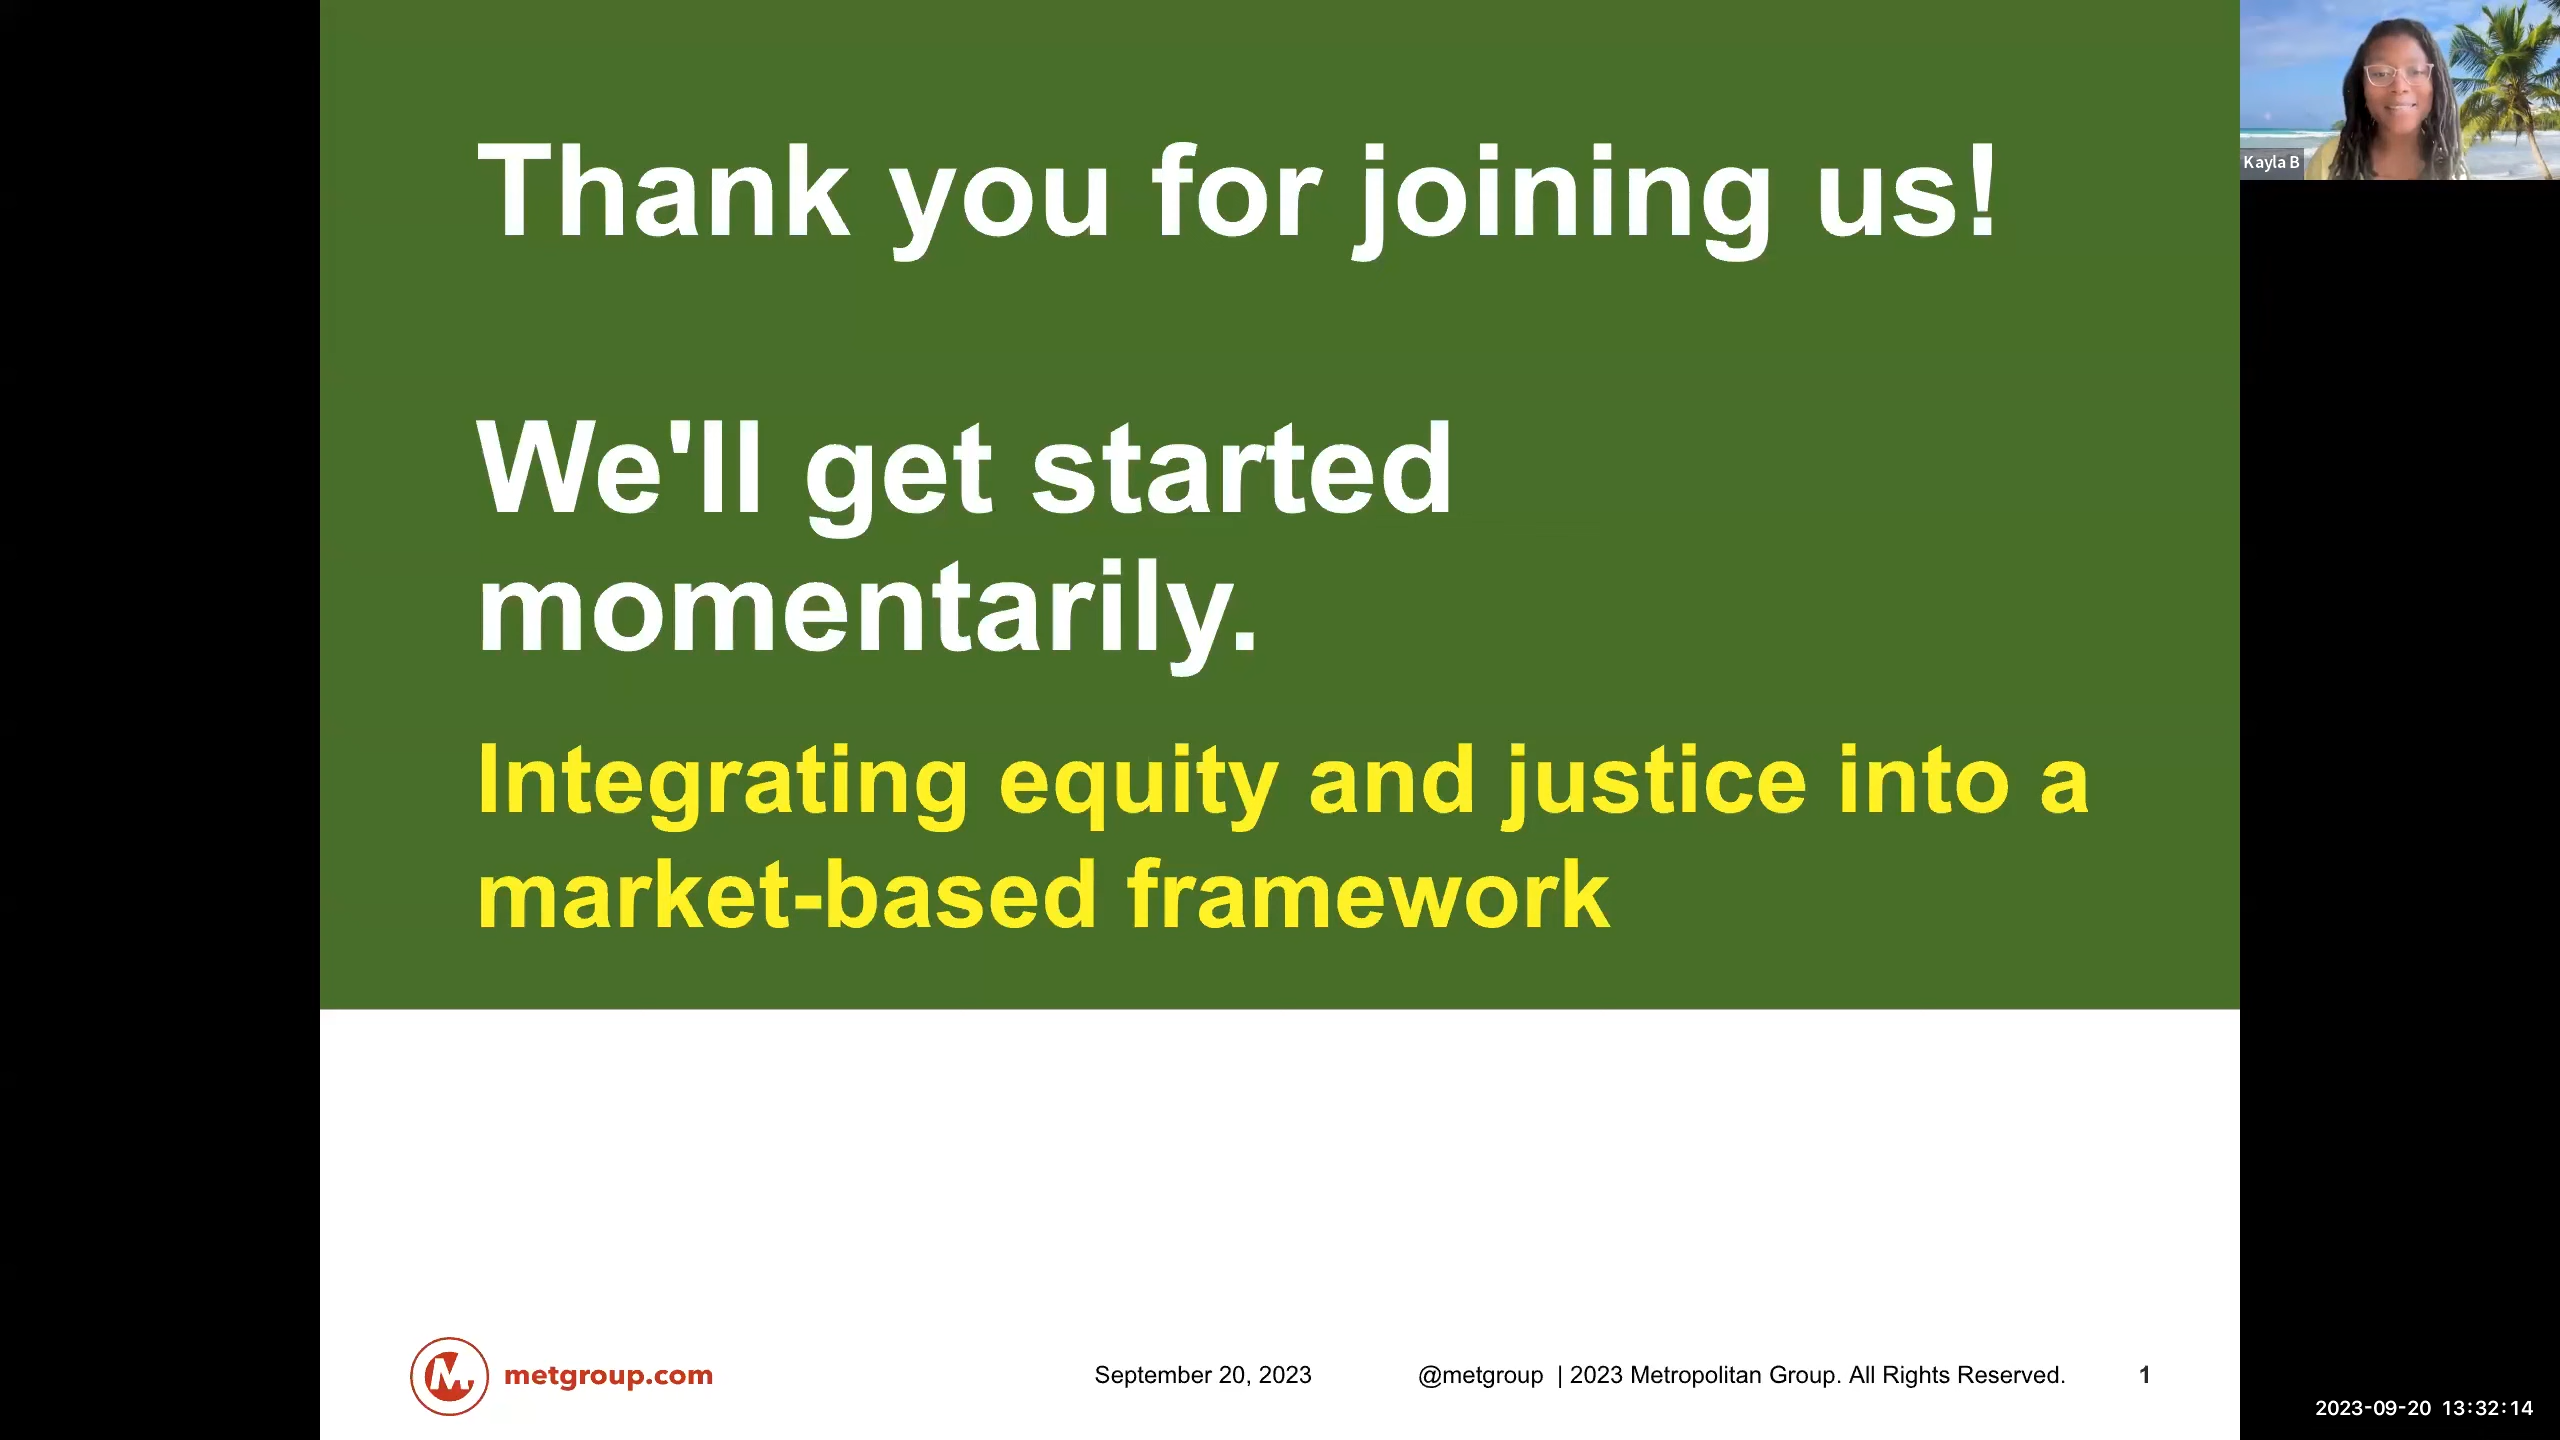 Thank you for joining us!
We'll get started
momentarily.
Integrating equity and justice into a
market-based framework
Kayla B
M.
metgroup.com
September 20, 2023
@metgroup | 2023 Metropolitan Group. All Rights Reserved.
1
2023-09-20 13:32:14